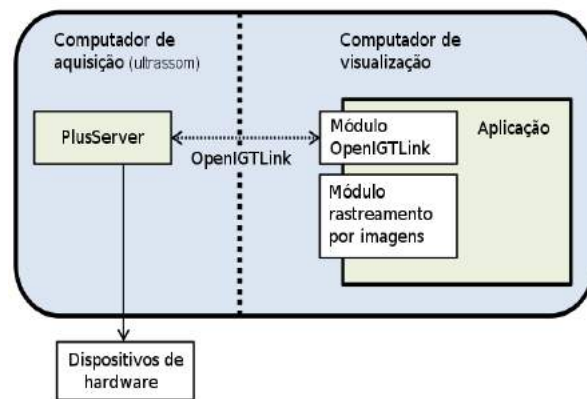 Computador de
aquisição (ultrassom)
Computador de
visualização
PlusServer
OpenIGTLink
Módulo
OpenIGTLink
Aplicação
Módulo
rastreamento
por imagens
Dispositivos de
hardware